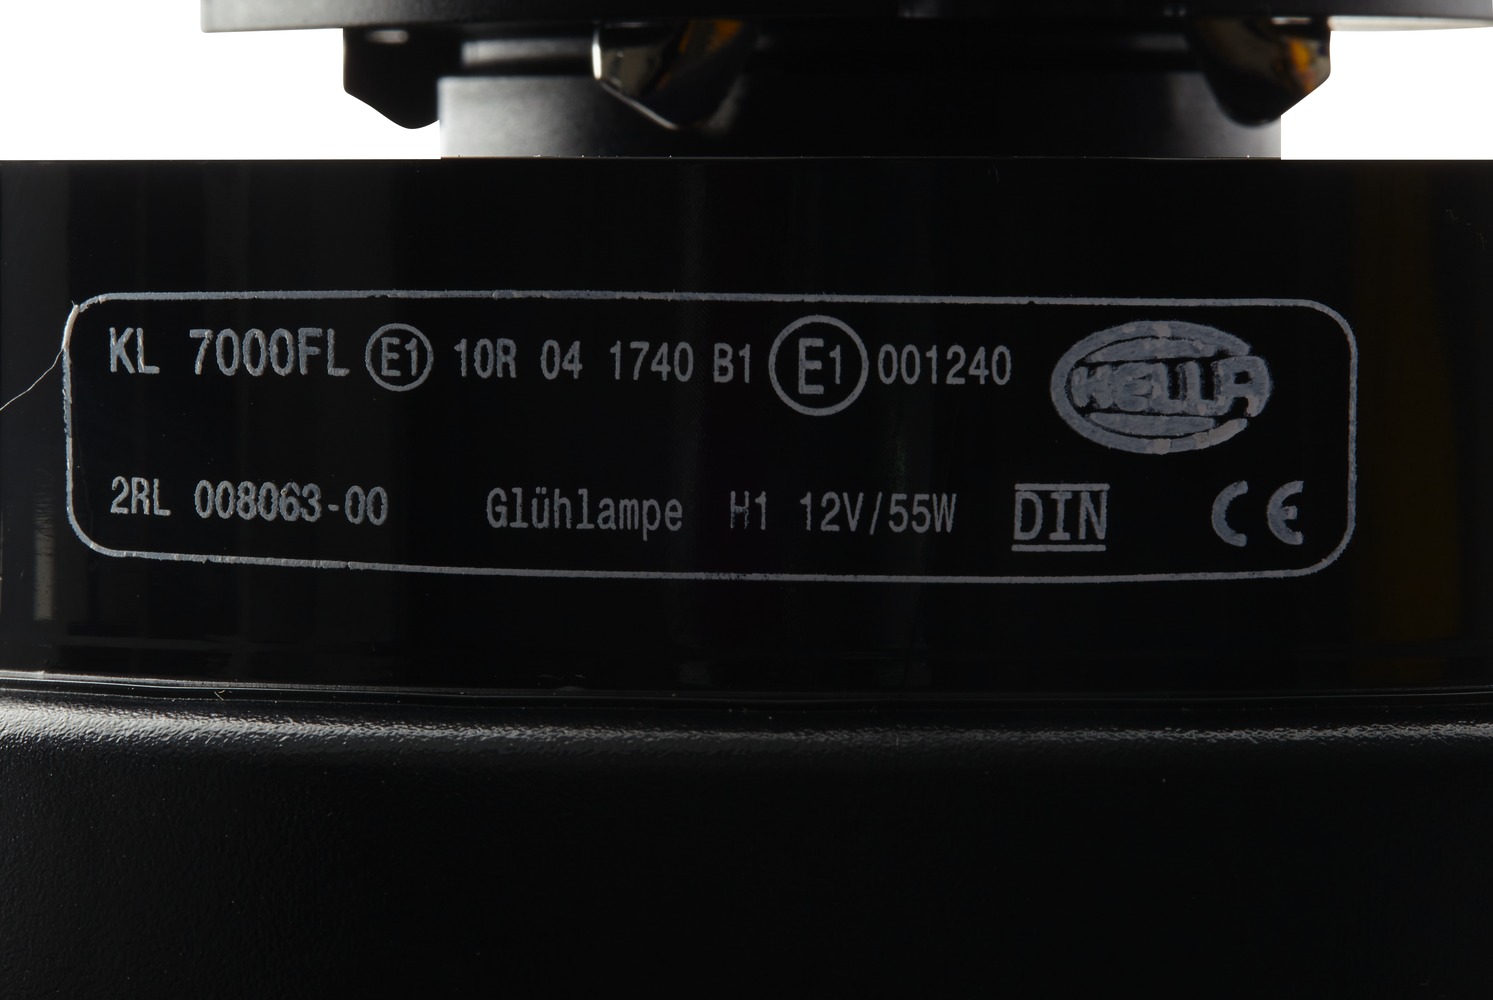 KL 7000FL E1 10R 04 1740 B1 E1 001240 HELLA
2RL 008063-00 Glühlampe H1 12V/55W DIN CE